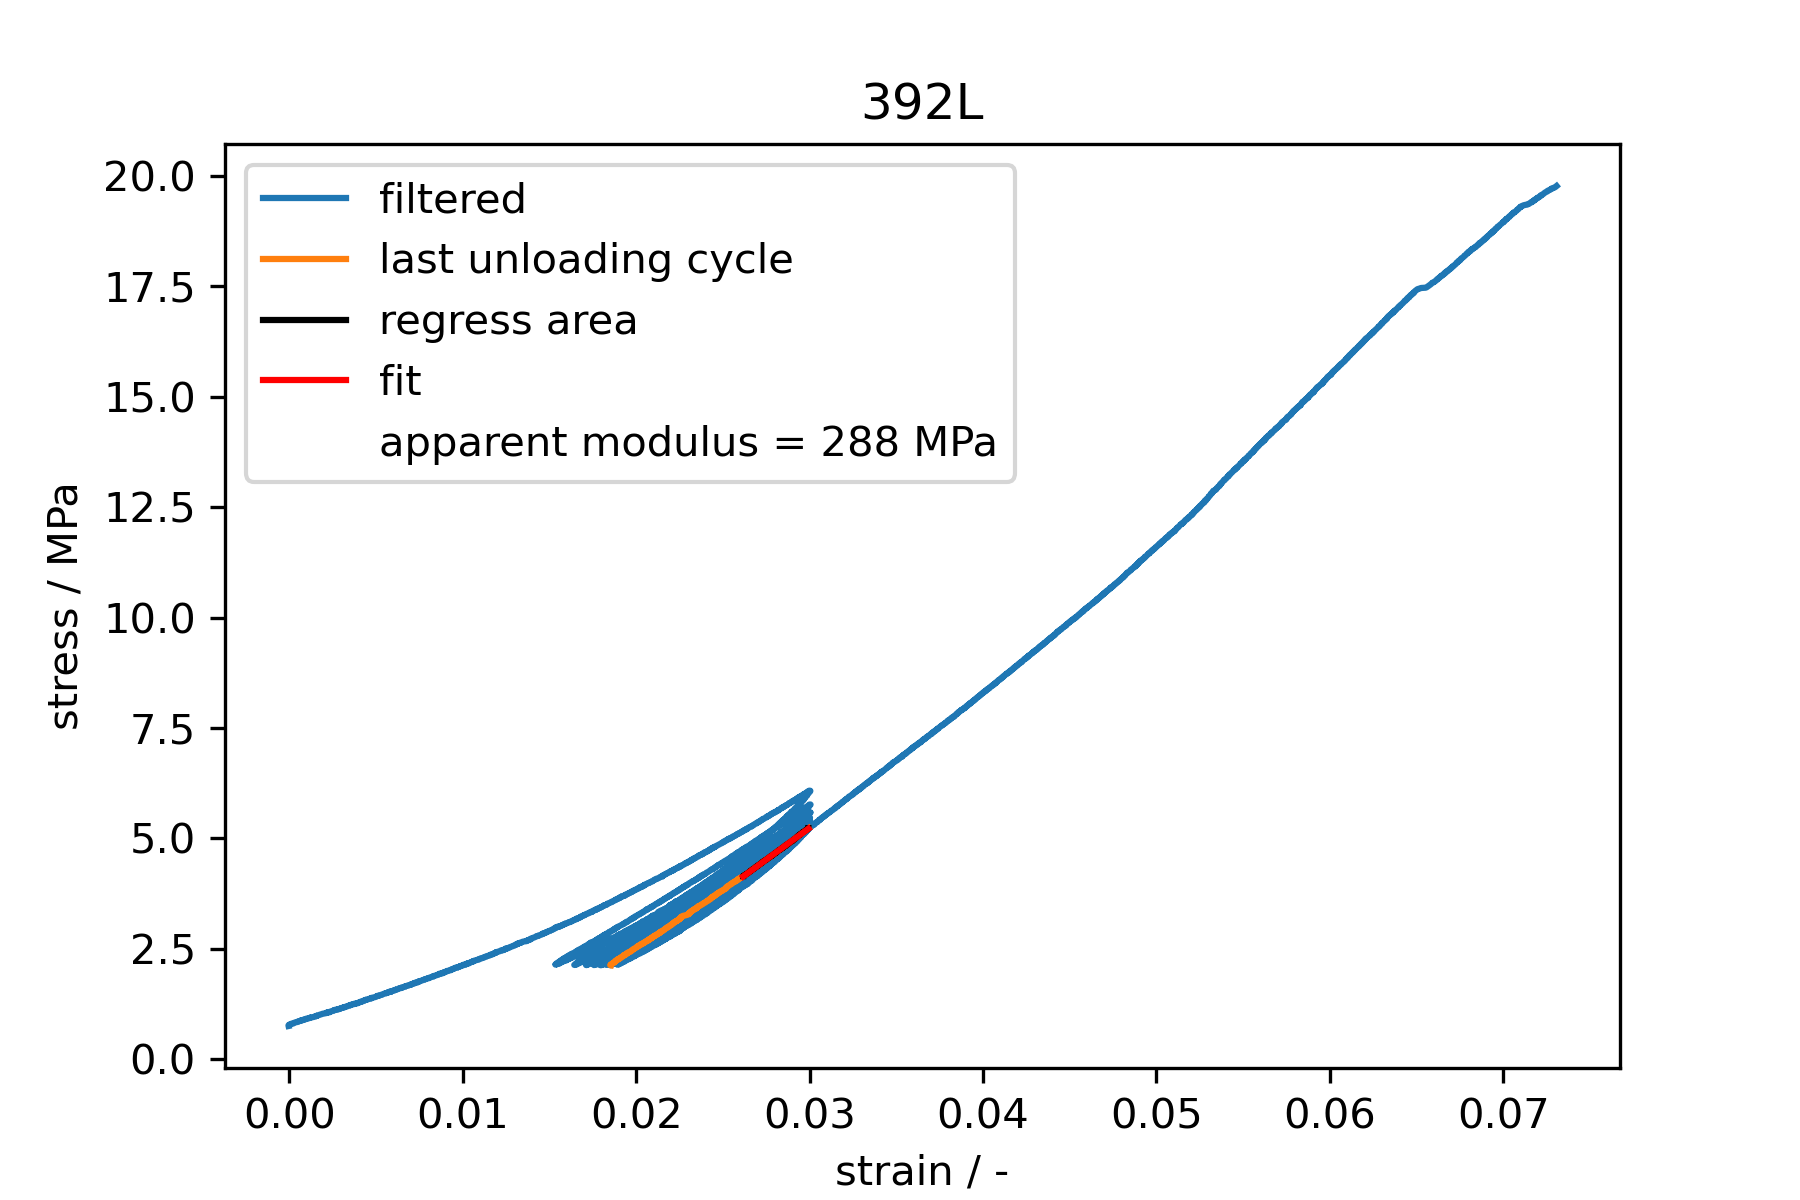 392L
20.0
17.5
15.0
12.5
10.0
7.5
5.0
2.5
0.0
stress / MPa
filtered
last unloading cycle
regress area
fit
apparent modulus = 288 MPa
0.00 0.01 0.02 0.03 0.04 0.05 0.06 0.07
strain / -